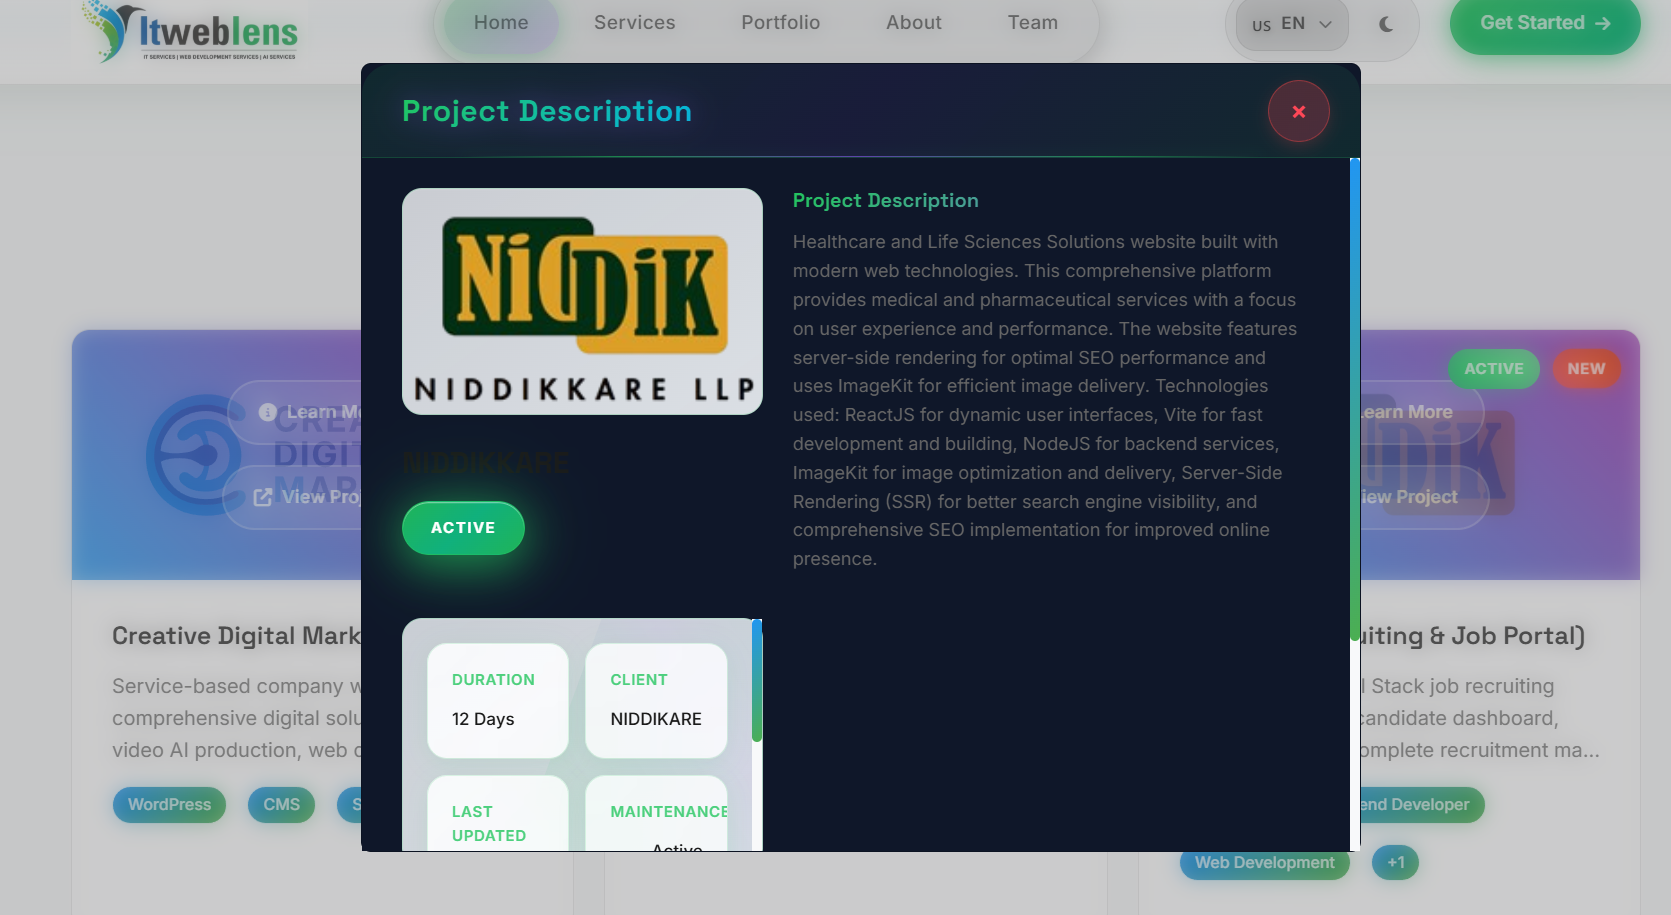 Itweblens
IT SERVICES | WEB DEVELOPMENT SERVICES | AI SERVICES
Home
Services
Portfolio
About
Team
US EN
Get Started →
Project Description
×
NiDDiK
NIDDIKKARE LLP
NIDDIKKARE
ACTIVE
DURATION
12 Days
CLIENT
NIDDIKARE
LAST
UPDATED
MAINTENANCE
Active
Project Description
Healthcare and Life Sciences Solutions website built with
modern web technologies. This comprehensive platform
provides medical and pharmaceutical services with a focus
on user experience and performance. The website features
server-side rendering for optimal SEO performance and
uses ImageKit for efficient image delivery. Technologies
used: ReactJS for dynamic user interfaces, Vite for fast
development and building, NodeJS for backend services,
ImageKit for image optimization and delivery, Server-Side
Rendering (SSR) for better search engine visibility, and
comprehensive SEO implementation for improved online
presence.
Learn Mo
CREA
DIGIT
MAR
View Proj
Creative Digital Mark
Service-based company w
comprehensive digital solu
video AI production, web d
WordPress
CMS
S
ACTIVE
NEW
Learn More
DiK
iew Project
uiting & Job Portal)
l Stack job recruiting
candidate dashboard,
omplete recruitment ma...
end Developer
Web Development
+1